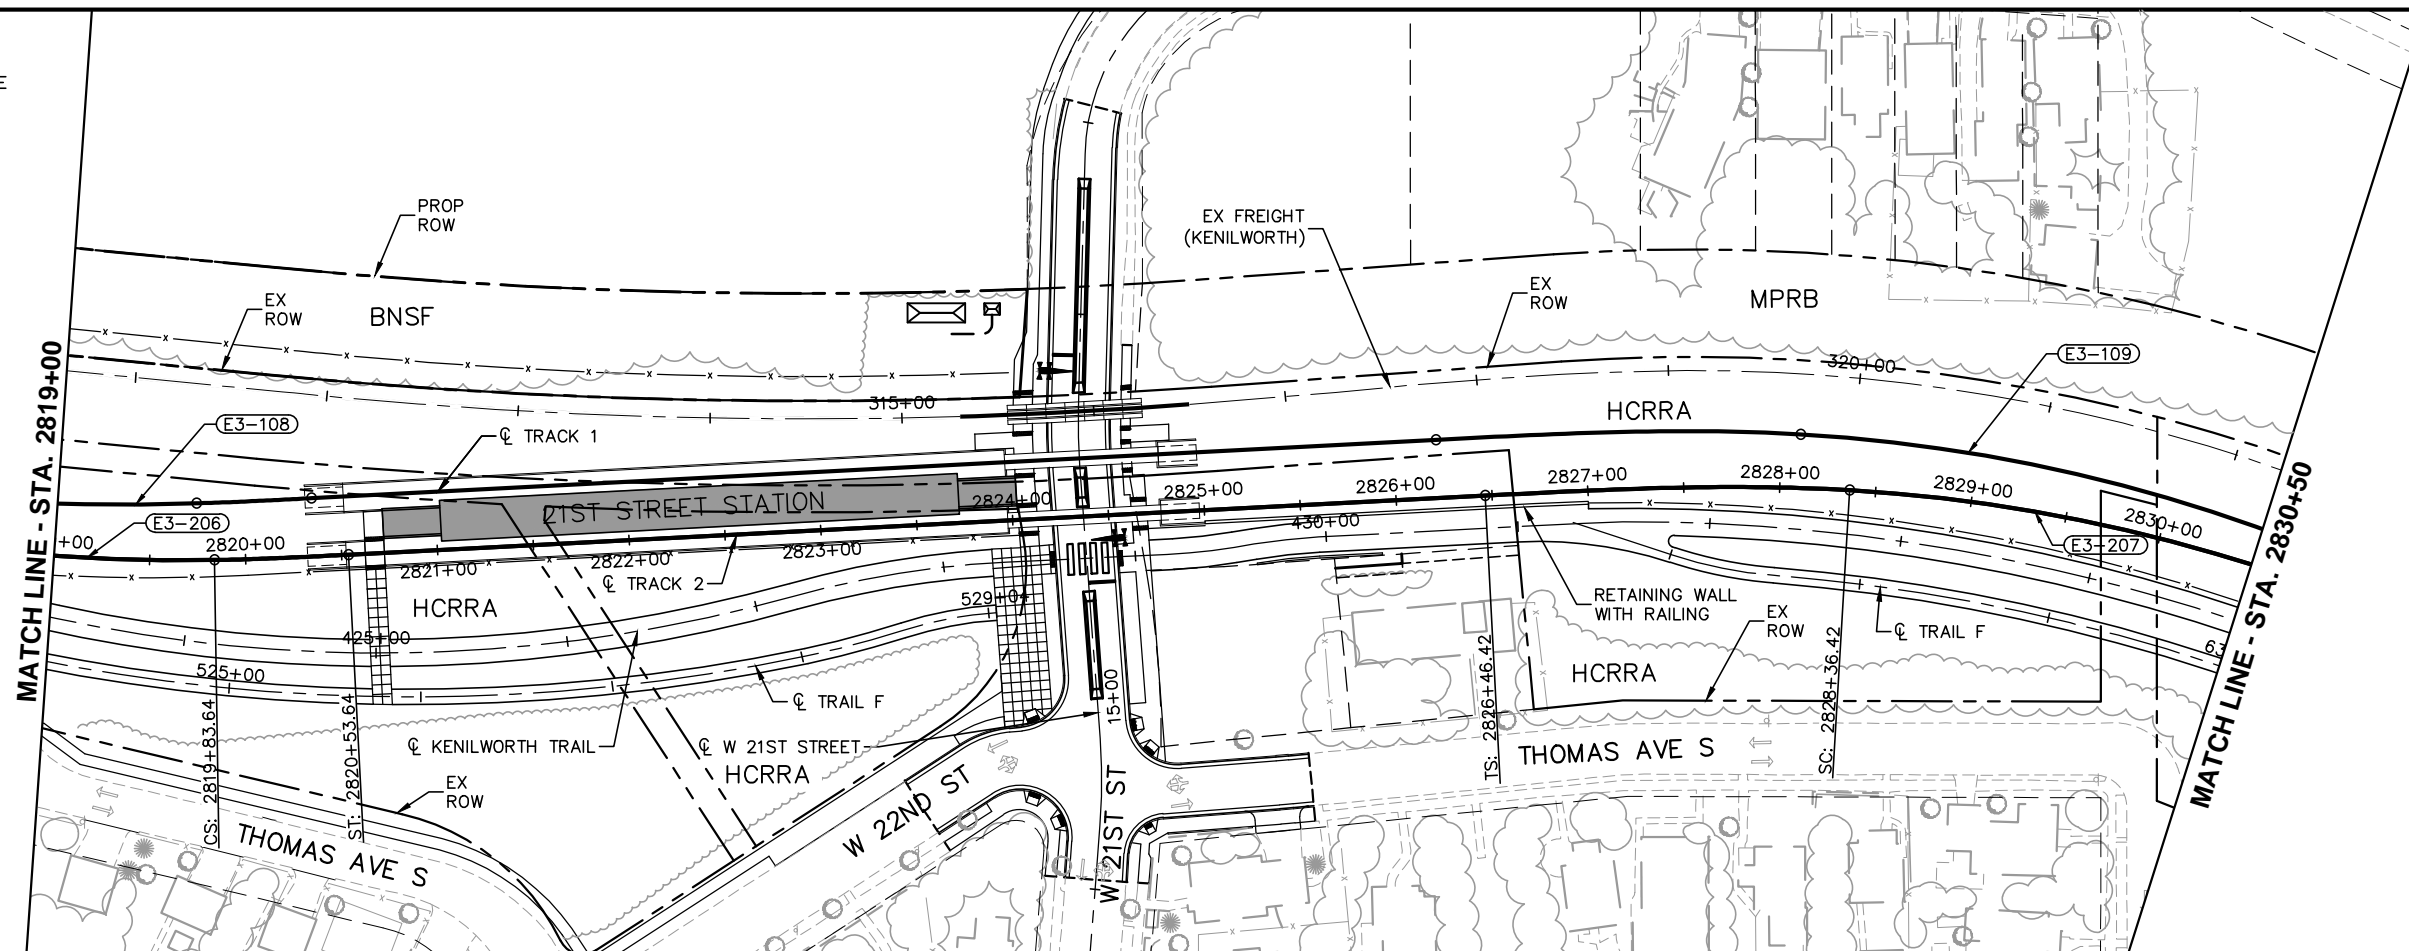 E
PROP
ROW
EX
ROW
BNSF
EX FREIGHT
(KENILWORTH)
EX
ROW
MPRB
E3-109
320+00
315+00
HCRRA
E3-108
℄ TRACK 1
MATCH LINE - STA. 2819+00
MATCH LINE - STA. 2830+50
21ST STREET STATION
E3-206
+00
2820+00
2821+00
2822+00
2823+00
2824+00
2825+00
2826+00
2827+00
2828+00
2829+00
2830+00
E3-207
430+00
℄ TRACK 2
HCRRA
529+04
RETAINING WALL
WITH RAILING
EX
ROW
℄ TRAIL F
63
425+00
525+00
HCRRA
℄ TRAIL F
15+00
℄ KENILWORTH TRAIL
℄ W 21ST STREET
HCRRA
EX
ROW
CS: 2819+83.64
ST: 2820+53.64
TS: 2826+46.42
SC: 2828+36.42
THOMAS AVE S
THOMAS AVE S
W 22ND ST
W 21ST ST